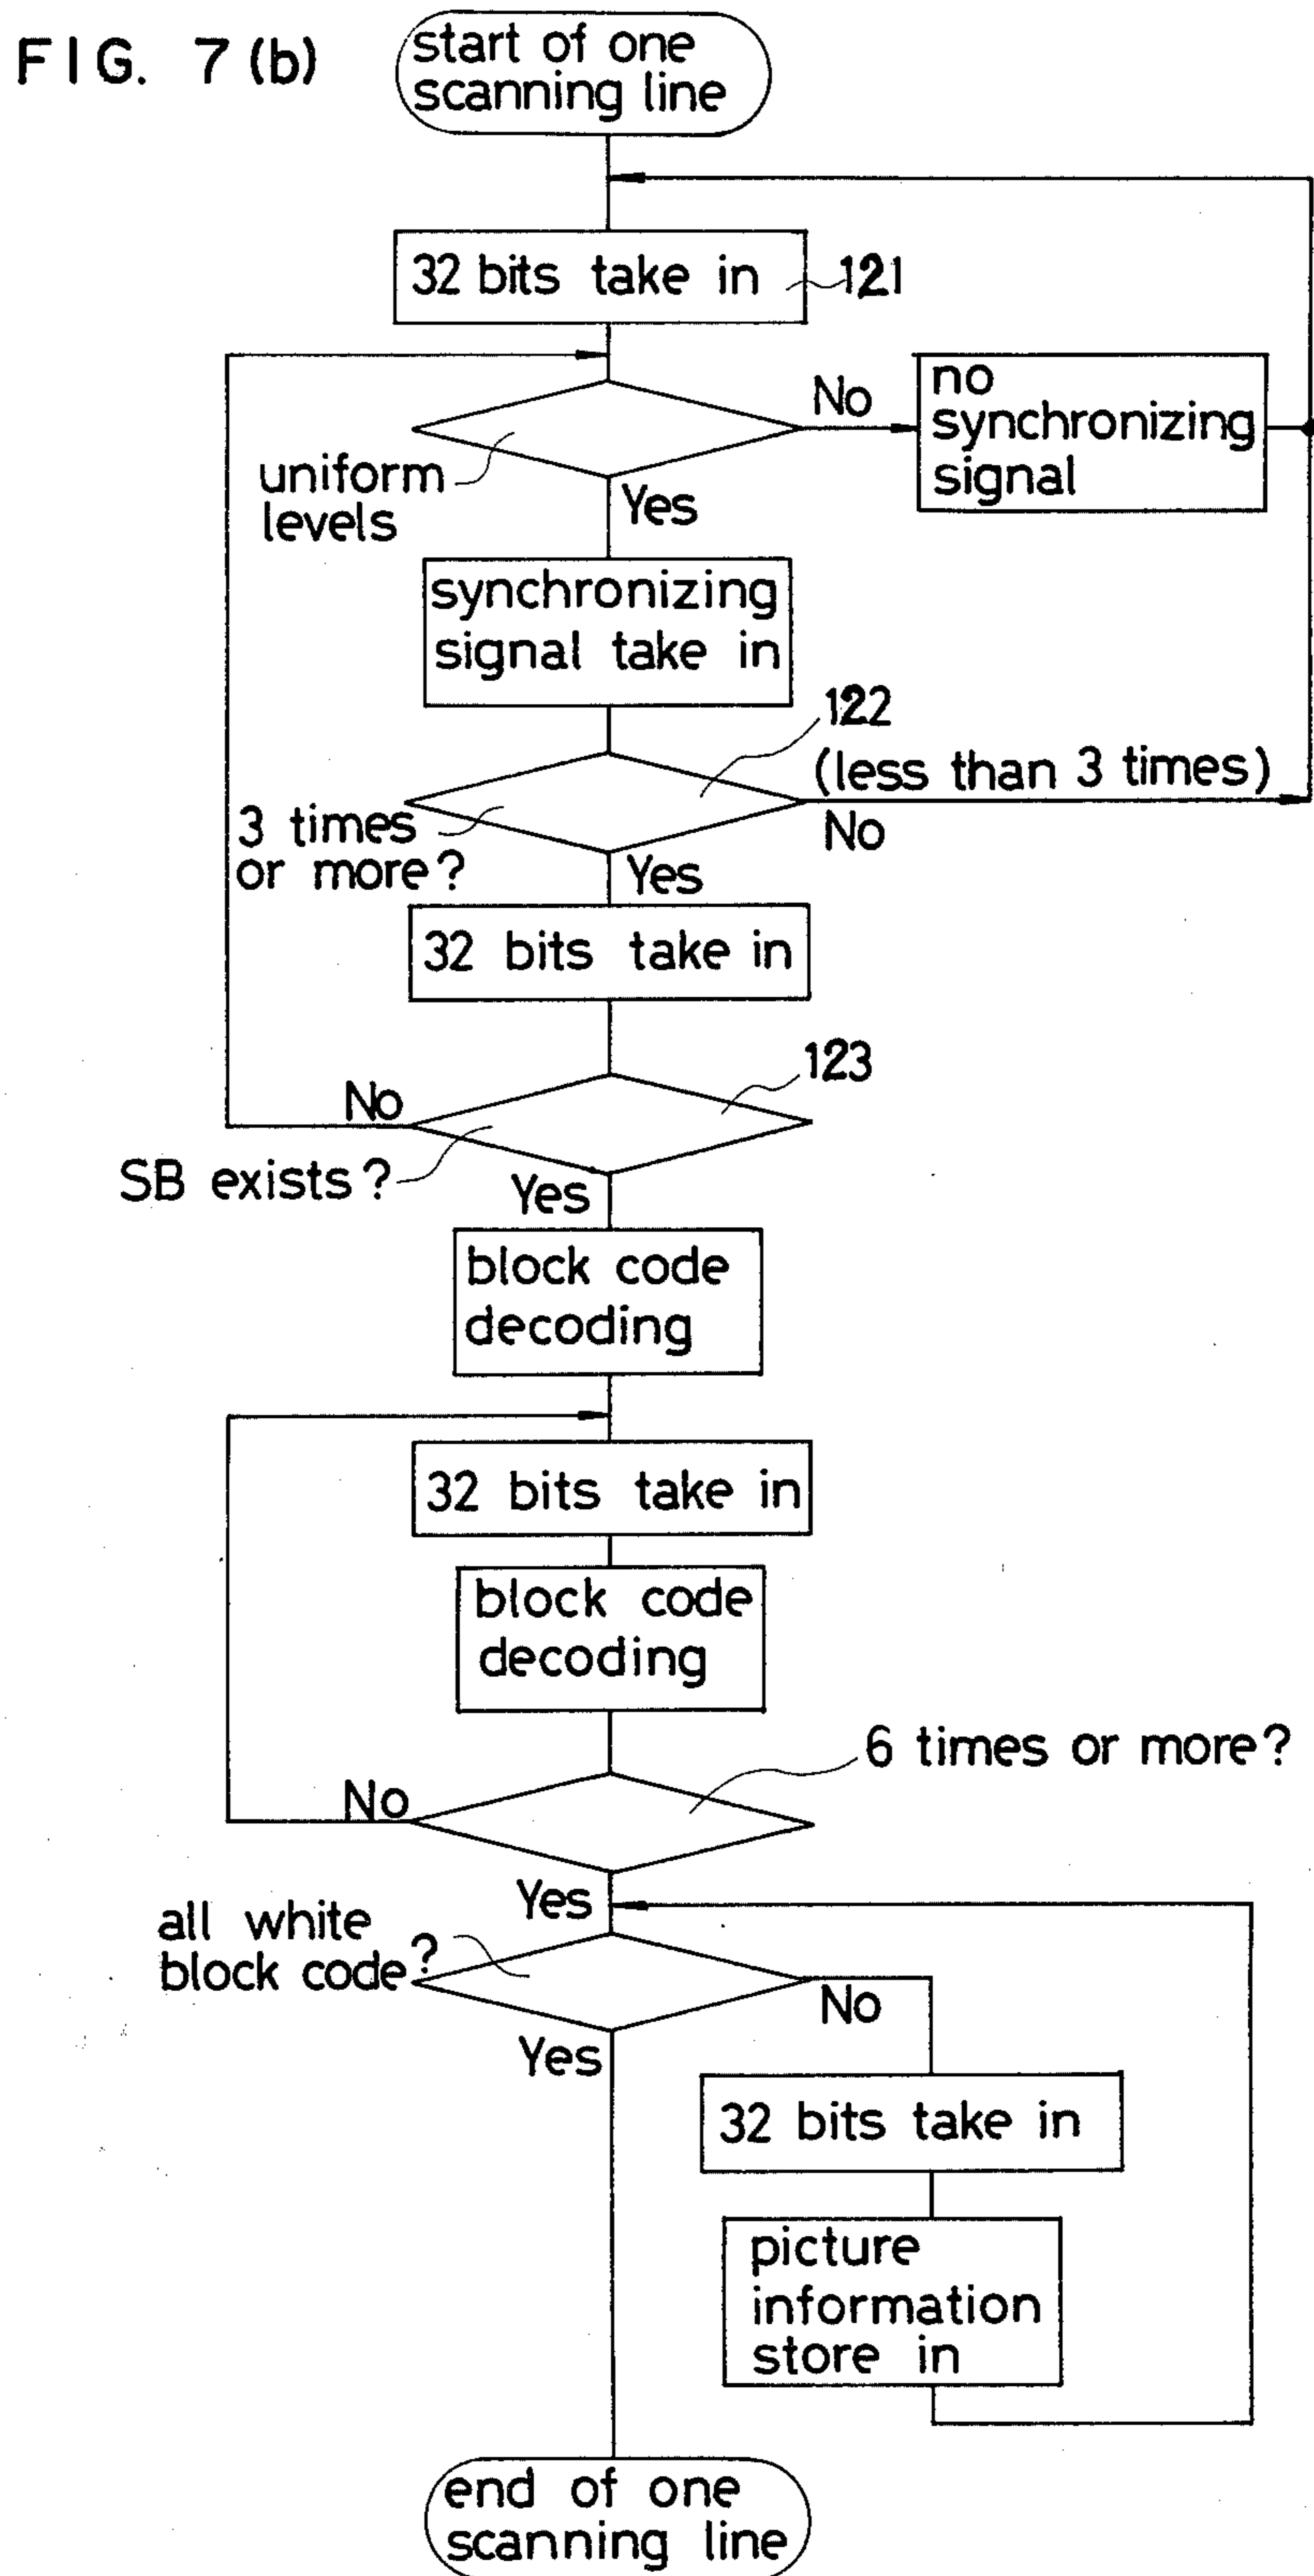 FIG. 7 (b)
start of one
scanning line
32 bits take in
121
No
no
synchronizing
signal
uniform
levels
Yes
synchronizing
signal take in
122
(less than 3 times)
No
3 times
or more?
Yes
32 bits take in
123
No
SB exists?
Yes
block code
decoding
32 bits take in
block code
decoding
6 times or more?
No
Yes
all white
block code?
No
Yes
32 bits take in
picture
information
store in
end of one
scanning line